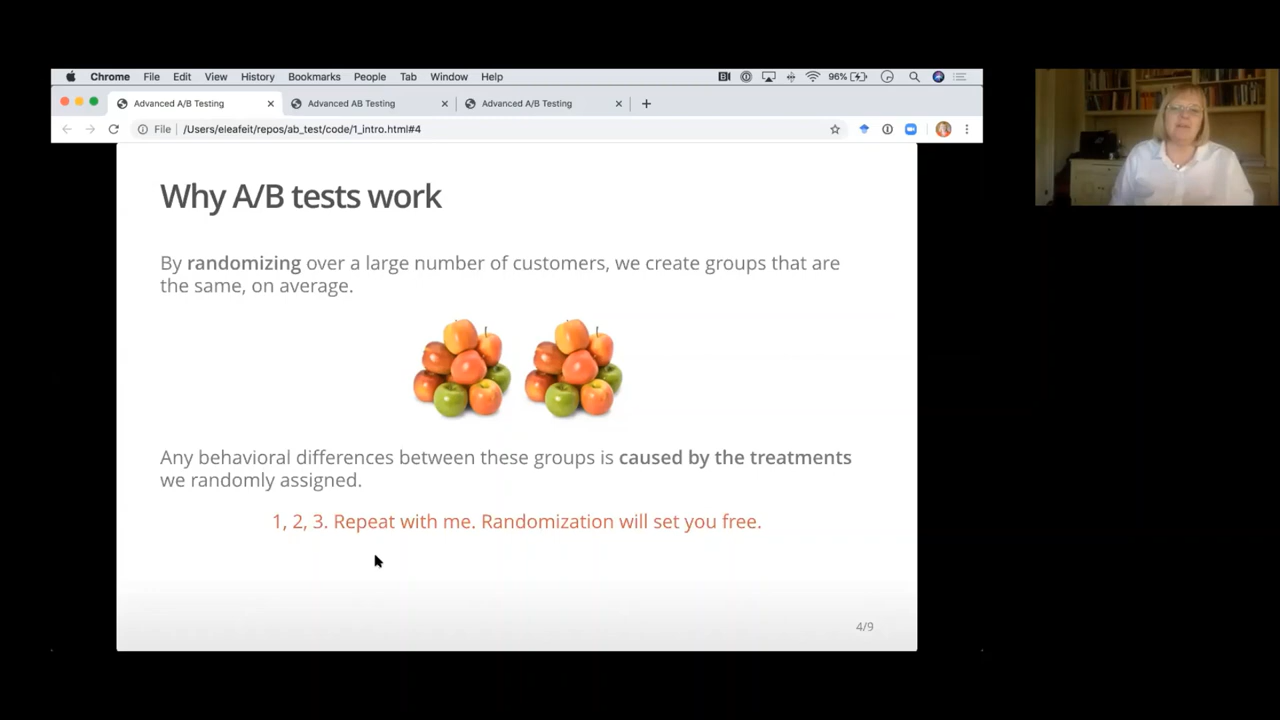 Chrome File Edit View History Bookmarks People Tab Window Help 96%
Advanced A/B Testing Advanced AB Testing Advanced A/B Testing
File /Users/eleafeit/repos/ab_test/code/1_intro.html#4
Why A/B tests work
By randomizing over a large number of customers, we create groups that are
the same, on average.
Any behavioral differences between these groups is caused by the treatments
we randomly assigned.
1, 2, 3. Repeat with me. Randomization will set you free.
4/9